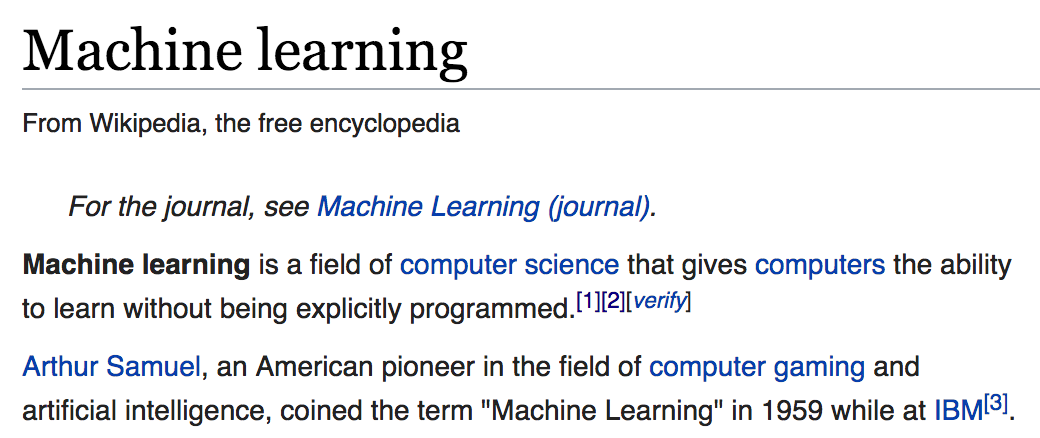 Machine learning
From Wikipedia, the free encyclopedia
For the journal, see Machine Learning (journal).
Machine learning is a field of computer science that gives computers the ability
to learn without being explicitly programmed.[1][2][verify]
Arthur Samuel, an American pioneer in the field of computer gaming and
artificial intelligence, coined the term "Machine Learning" in 1959 while at IBM[3].